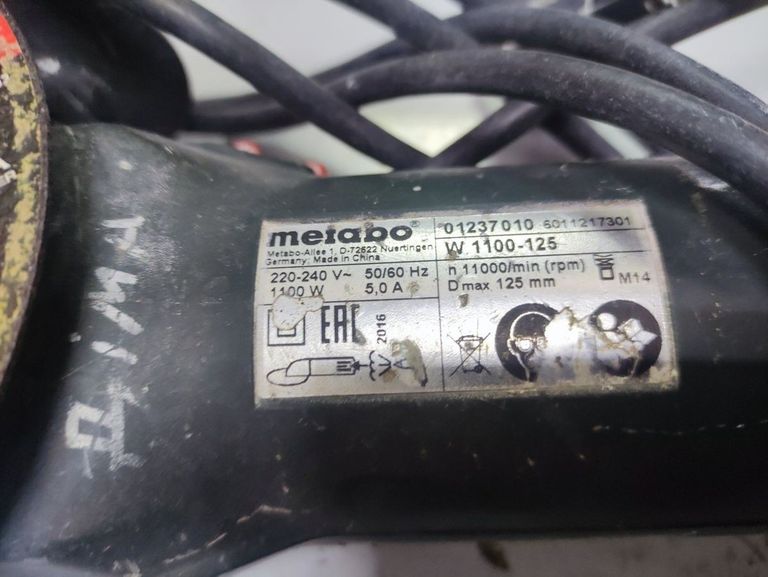 metabo
Metabo-Allee 1, D-72622 Nuertingen
Germany; Made in China
220-240 V~ 50/60 Hz
1100 W 5,0 A
EAC
2016
01237010 6011217301
W 1100-125
n 11000/min (rpm)
D max 125 mm
M14